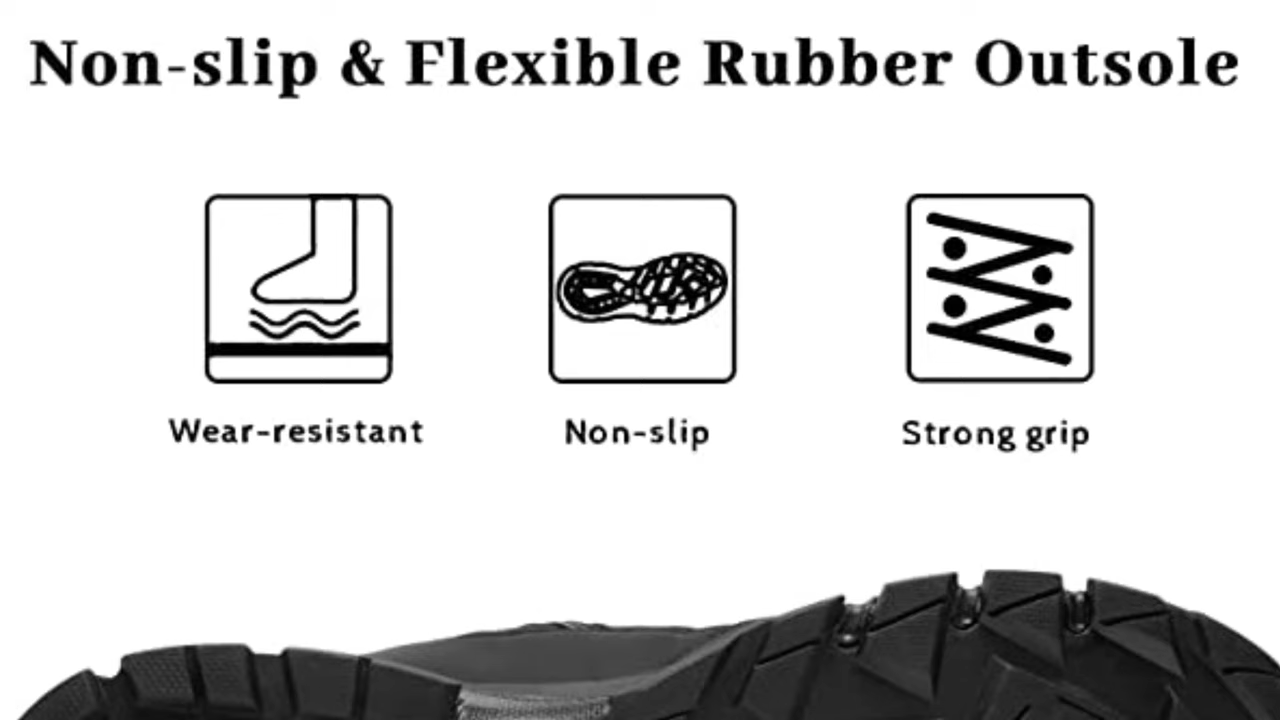 Non-slip & Flexible Rubber Outsole
Wear-resistant
Non-slip
Strong grip